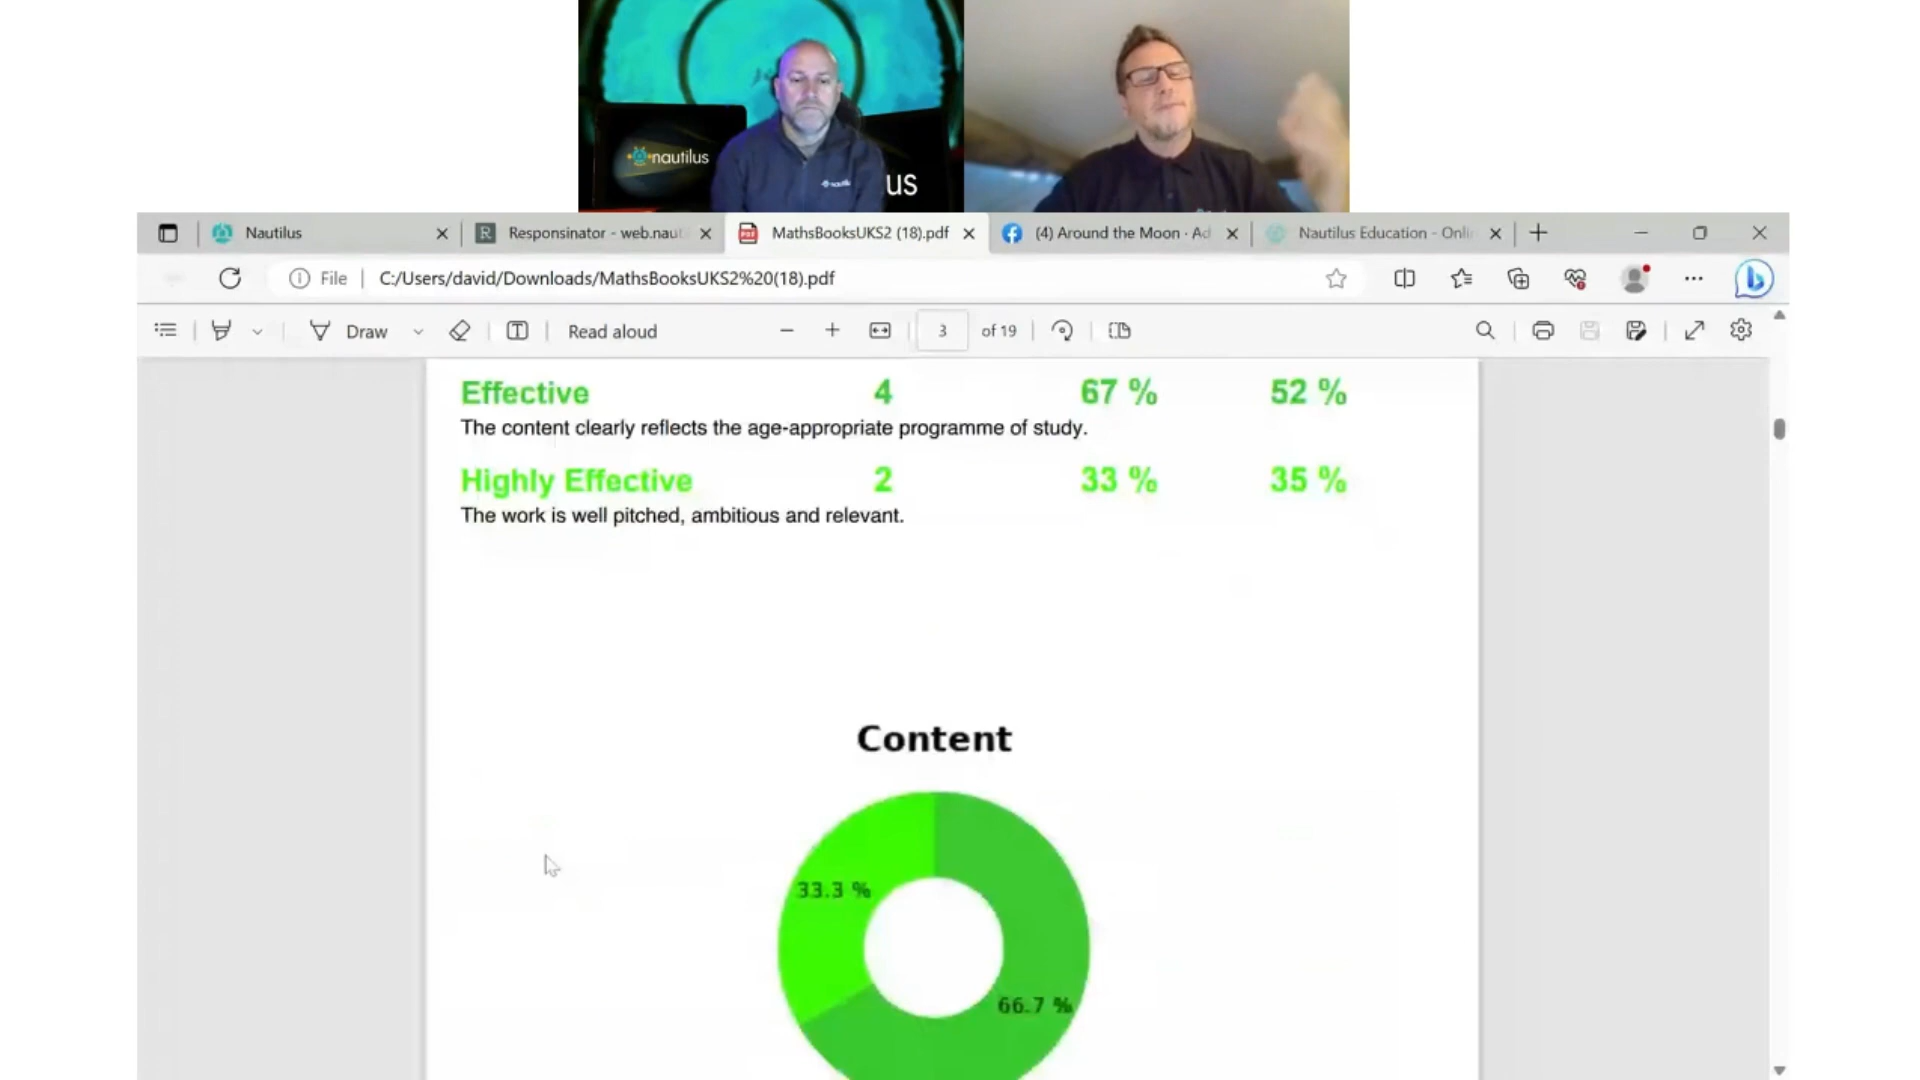 nautilus
us
Nautilus
Responsinator - web.naut
MathsBooksUKS2 (18).pdf
(4) Around the Moon · Ad
Nautilus Education - Onli
File
C:/Users/david/Downloads/MathsBooksUKS2%20(18).pdf
Draw
Read aloud
3
of 19
Effective 4 67 % 52 %
The content clearly reflects the age-appropriate programme of study.
Highly Effective 2 33 % 35 %
The work is well pitched, ambitious and relevant.
Content
33.3 %
66.7 %